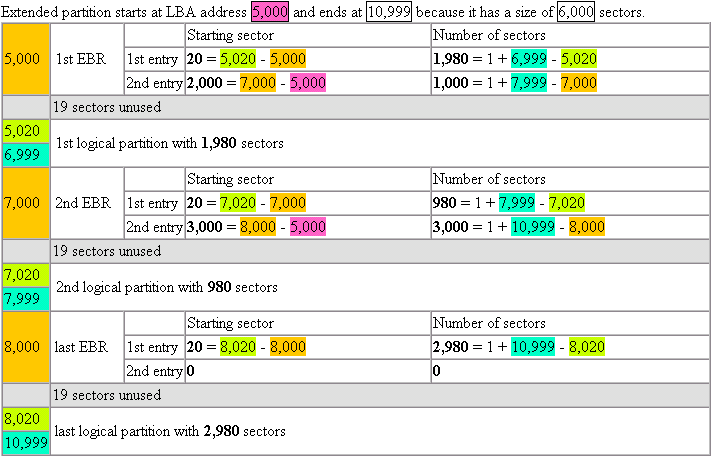 Extended partition starts at LBA address 5,000 and ends at 10,999 because it has a size of 6,000 sectors.
5,000 1st EBR Starting sector Number of sectors
1st entry 20 = 5,020 - 5,000 1,980 = 1 + 6,999 - 5,020
2nd entry 2,000 = 7,000 - 5,000 1,000 = 1 + 7,999 - 7,000
19 sectors unused
5,020
6,999
1st logical partition with 1,980 sectors
7,000 2nd EBR Starting sector Number of sectors
1st entry 20 = 7,020 - 7,000 980 = 1 + 7,999 - 7,020
2nd entry 3,000 = 8,000 - 5,000 3,000 = 1 + 10,999 - 8,000
19 sectors unused
7,020
7,999
2nd logical partition with 980 sectors
8,000 last EBR Starting sector Number of sectors
1st entry 20 = 8,020 - 8,000 2,980 = 1 + 10,999 - 8,020
2nd entry 0 0
19 sectors unused
8,020
10,999
last logical partition with 2,980 sectors